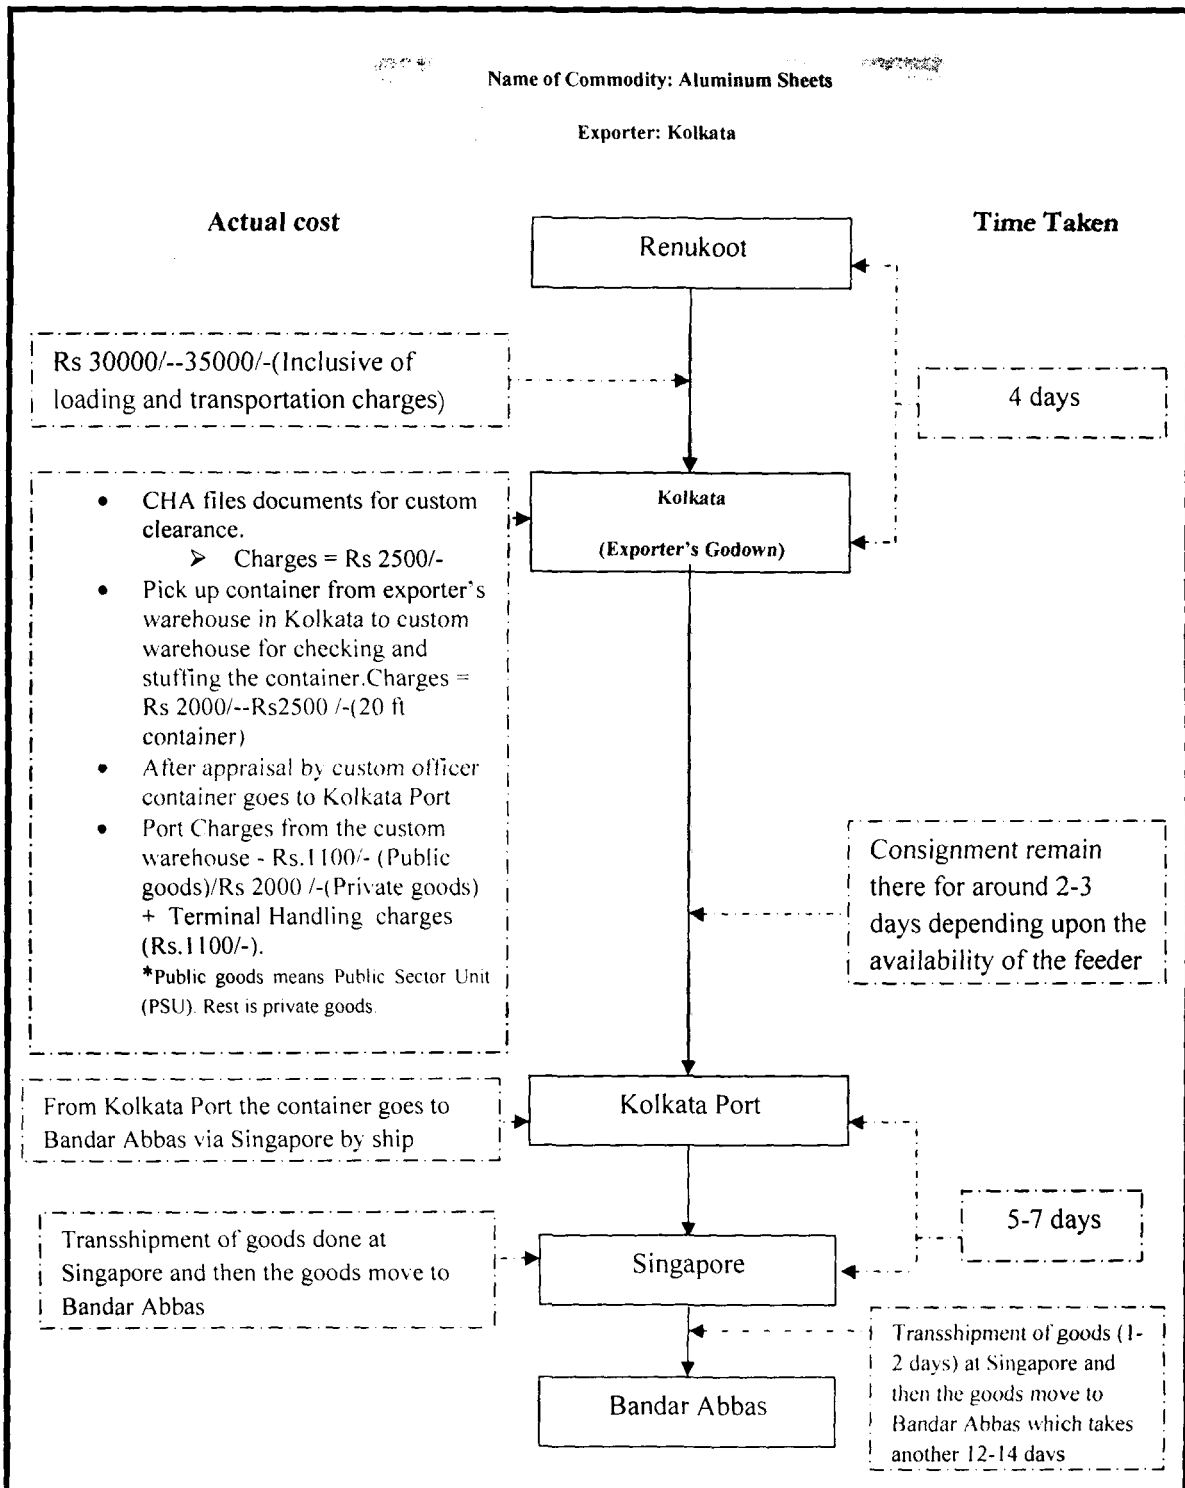 Name of Commodity: Aluminum Sheets
Exporter: Kolkata
Actual cost
Time Taken
Renukoot
Rs 30000/--35000/-(Inclusive of
loading and transportation charges)
4 days
Kolkata
(Exporter's Godown)
• CHA files documents for custom
clearance.
➢ Charges = Rs 2500/-
• Pick up container from exporter's
warehouse in Kolkata to custom
warehouse for checking and
stuffing the container.Charges =
Rs 2000/--Rs2500 /-(20 ft
container)
• After appraisal by custom officer
container goes to Kolkata Port
• Port Charges from the custom
warehouse - Rs.1100/- (Public
goods)/Rs 2000 /-(Private goods)
+ Terminal Handling charges
(Rs.1100/-).
*Public goods means Public Sector Unit
(PSU). Rest is private goods.
Consignment remain
there for around 2-3
days depending upon the
availability of the feeder
Kolkata Port
From Kolkata Port the container goes to
Bandar Abbas via Singapore by ship
5-7 days
Transshipment of goods done at
Singapore and then the goods move to
Bandar Abbas
Singapore
Transshipment of goods (1-
2 days) at Singapore and
then the goods move to
Bandar Abbas which takes
another 12-14 days
Bandar Abbas